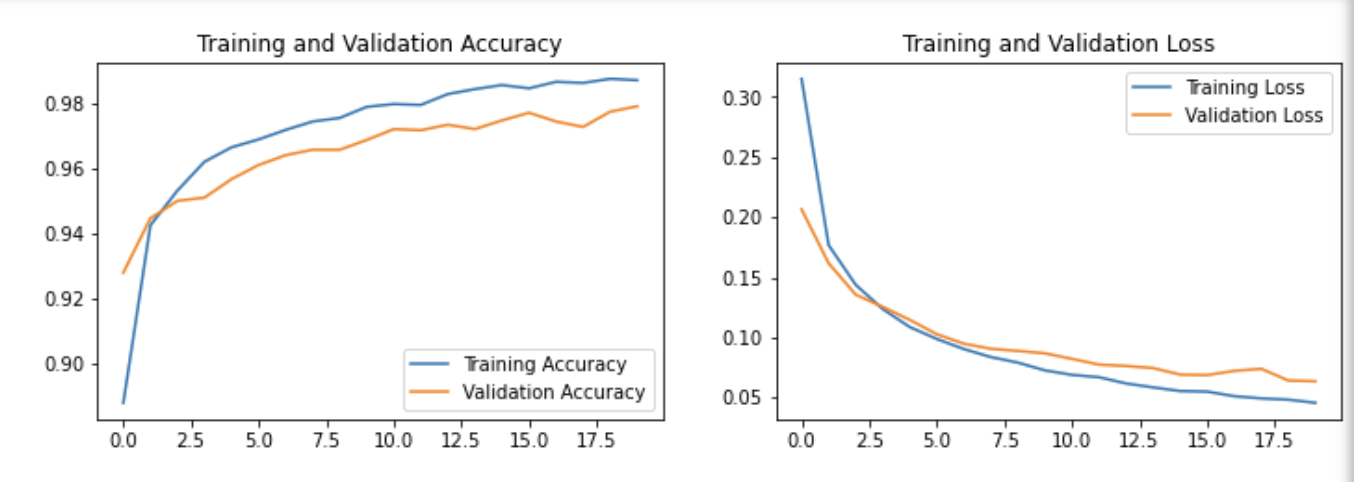 Training and Validation Accuracy
0.98
0.96
0.94
0.92
0.90
Training Accuracy
Validation Accuracy
0.0 2.5 5.0 7.5 10.0 12.5 15.0 17.5
Training and Validation Loss
0.30
0.25
0.20
0.15
0.10
0.05
Training Loss
Validation Loss
0.0 2.5 5.0 7.5 10.0 12.5 15.0 17.5